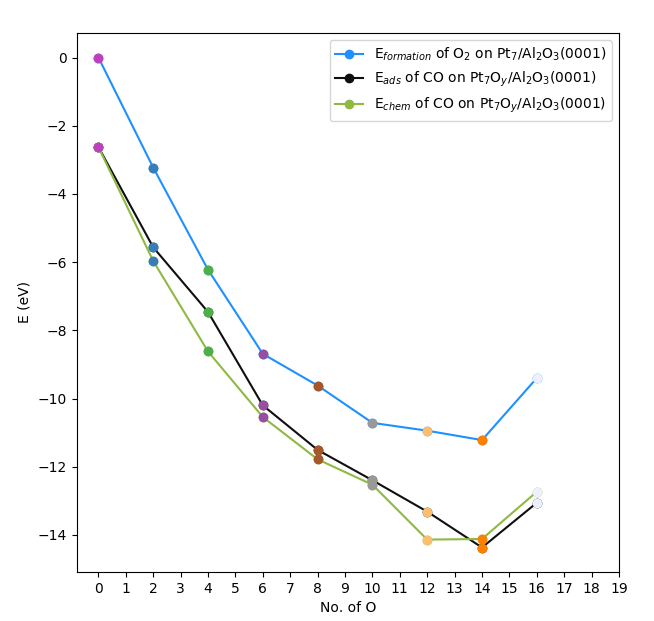 E_formation of O₂ on Pt₇/Al₂O₃(0001)
E_ads of CO on Pt₇O_y/Al₂O₃(0001)
E_chem of CO on Pt₇O_y/Al₂O₃(0001)
0
−2
−4
−6
−8
−10
−12
−14
E (eV)
0 1 2 3 4 5 6 7 8 9 10 11 12 13 14 15 16 17 18 19
No. of O